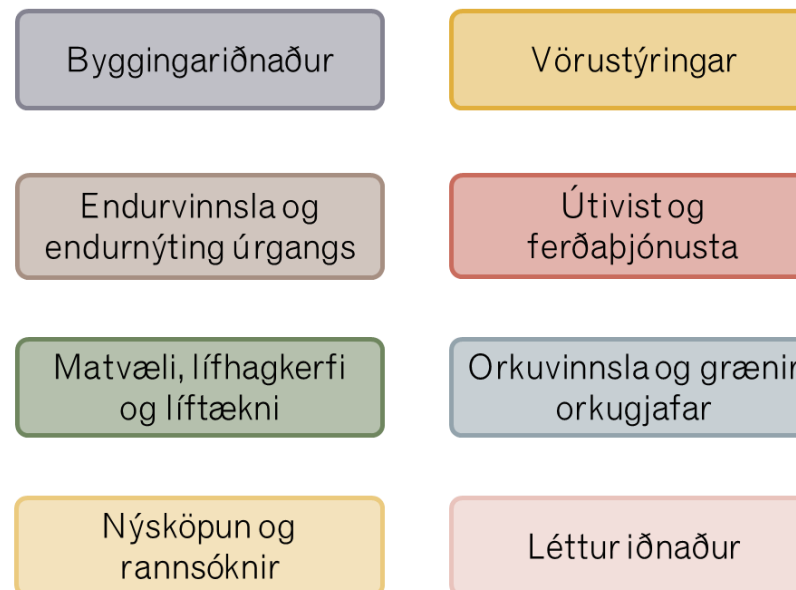 Byggingariðnaður
Vörustýringar
Endurvinnsla og
endurnýting úrgangs
Útivist og
ferðaþjónusta
Matvæli, lífhagkerfi
og líftækni
Orkuvinnsla og grænir
orkugjafar
Nýsköpun og
rannsóknir
Léttur iðnaður